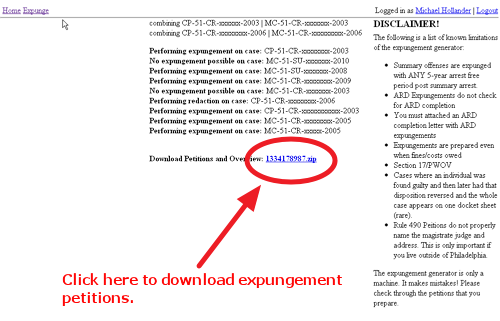 Home Expunge
Logged in as Michael Hollander | Logout
combining CP-51-CR-xxxxxxx-2003 | MC-51-CR-xxxxxxx-2003
combining CP-51-CR-xxxxxxx-2006 | MC-51-CR-xxxxxxx-2006
Performing expungement on case: CP-51-CR-xxxxxxx-2003
No expungement possible on case: MC-51-SU-xxxxxxx-2010
Performing expungement on case: MC-51-SU-xxxxxxx-2008
Performing expungement on case: MC-51-CR-xxxxxxx-2009
No expungement possible on case: MC-51-CR-xxxxxxx-2003
Performing redaction on case: CP-51-CR-xxxxxxxx-2006
Performing expungement on case: CP-51-CR-xxxxxxxxxxx-2003
Performing expungement on case: MC-51-CR-xxxxxxxx-2005
Performing expungement on case: MC-51-CR-xxxxx-2005
Download Petitions and Overview: 1334178987.zip
Click here to download expungement
petitions.
DISCLAIMER!
The following is a list of known limitations
of the expungement generator:
• Summary offenses are expunged
with ANY 5-year arrest free
period post summary arrest.
• ARD Expungements do not check
for ARD completion
• You must attached an ARD
completion letter with ARD
expungements
• Expungements are prepared even
when fines/costs owed
• Section 17/PWOV
• Cases where an individual was
found guilty and then later had that
disposition reversed and the whole
case appears on one docket sheet
(rare).
• Rule 490 Petitions do not properly
name the magistrate judge and
address. This is only important if
you live outside of Philadelphia.
The expungement generator is only a
machine. It makes mistakes! Please
check through the petitions that you
prepare.